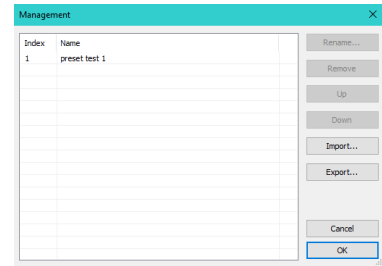 Management
Index Name
1 preset test 1
Rename...
Remove
Up
Down
Import...
Export...
Cancel
OK